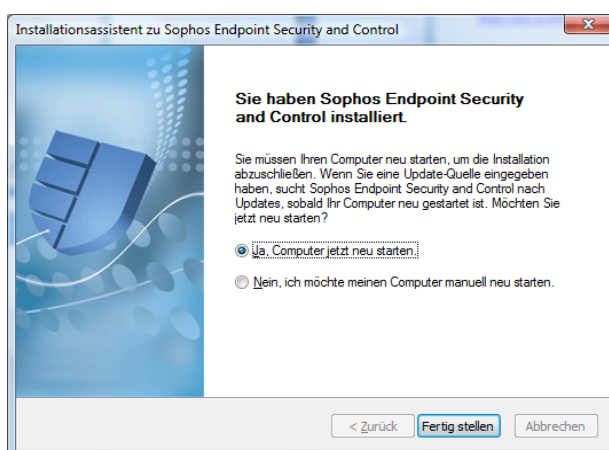 Installationsassistent zu Sophos Endpoint Security and Control
Sie haben Sophos Endpoint Security
and Control installiert.
Sie müssen Ihren Computer neu starten, um die Installation
abzuschließen. Wenn Sie eine Update-Quelle eingegeben
haben, sucht Sophos Endpoint Security and Control nach
Updates, sobald Ihr Computer neu gestartet ist. Möchten Sie
jetzt neu starten?
Ja, Computer jetzt neu starten.
Nein, ich möchte meinen Computer manuell neu starten.
< Zurück
Fertig stellen
Abbrechen